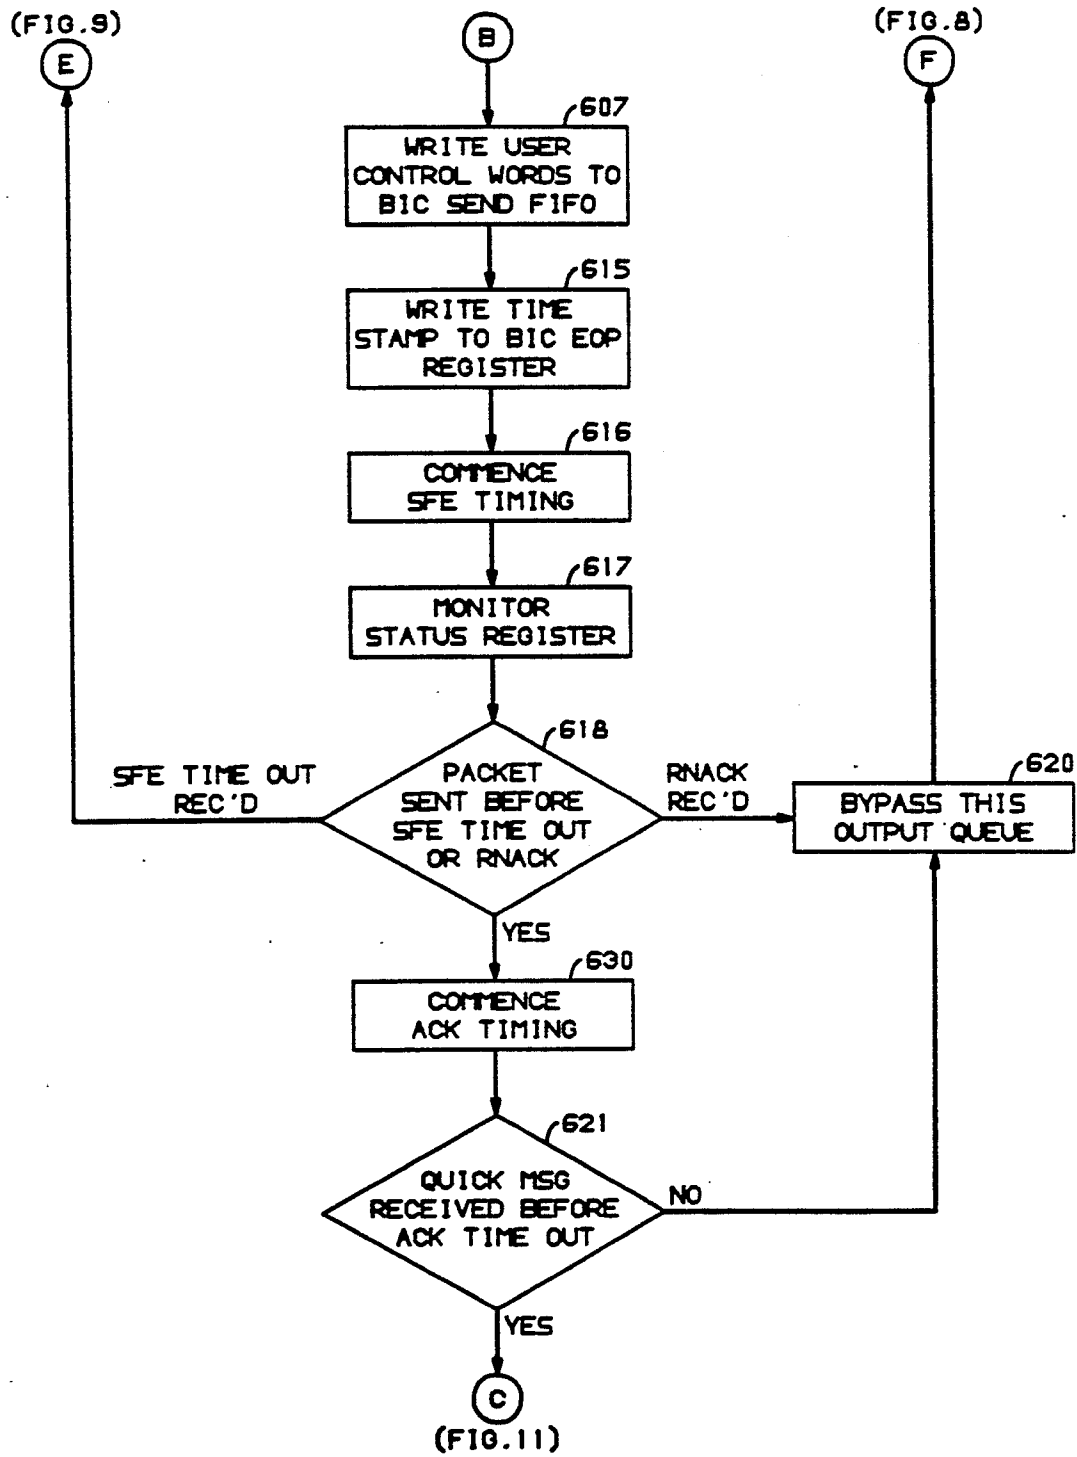 (FIG.9)
E
B
(FIG.8)
F
607
WRITE USER
CONTROL WORDS TO
BIC SEND FIFO
615
WRITE TIME
STAMP TO BIC EOP
REGISTER
616
COMMENCE
SFE TIMING
617
MONITOR
STATUS REGISTER
618
PACKET
SENT BEFORE
SFE TIME OUT
OR RNACK
SFE TIME OUT
REC'D
RNACK
REC'D
620
BYPASS THIS
OUTPUT QUEUE
YES
630
COMMENCE
ACK TIMING
621
QUICK MSG
RECEIVED BEFORE
ACK TIME OUT
NO
YES
C
(FIG.11)